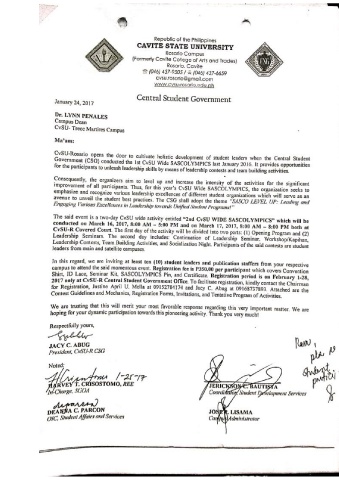 Republic of the Philippines
CAVITE STATE UNIVERSITY
Rosario Campus
(Formerly Cavite College of Arts and Trades)
Rosario, Cavite
(046) 437-9505 / (046) 437-6659
cvsu.rosario@gmail.com
www.cvsurosario.edu.ph
Central Student Government
January 24, 2017
Dr. LYNN PENALES
Campus Dean
CvSU- Trece Martires Campus
Ma'am:
CvSU-Rosario opens the door to cultivate holistic development of student leaders when the Central Student
Government (CSG) conducted the 1st CvSU Wide SASCOLYMPICS last January 2016. It provides opportunities
for the participants to unleash leadership skills by means of leadership contests and team building activities.
Consequently, the organizers aim to level up and increase the intensity of the activities for the significant
improvement of all participants. Thus, for this year's CvSU Wide SASCOLYMPICS, the organization seeks to
emphasize and recognize various leadership excellences of different student organizations which will serve as an
avenue to unveil the student best practices. The CSG shall adopt the theme "SASCO LEVEL UP: Leading and
Engaging Various Excellences in Leadership towards Unified Student Programs!"
The said event is a two-day CvSU wide activity entitled "2nd CvSU WIDE SASCOLYMPICS" which will be
conducted on March 16, 2017, 8:00 AM – 5:00 PM and on March 17, 2017, 8:00 AM – 8:00 PM both at
CvSU-R Covered Court. The first day of the activity will be divided into two parts: (1) Opening Program and (2)
Leadership Seminars. The second day includes: Continuation of Leadership Seminar, Workshop/Kapihan,
Leadership Contests, Team Building Activities, and Socialization Night. Participants of the said contests are student
leaders from main and satellite campuses.
In this regard, we are inviting at least ten (10) student leaders and publication staffers from your respective
campus to attend the said momentous event. Registration fee is P350.00 per participant which covers Convention
Shirt, ID Lace, Seminar Kit, SASCOLYMPICS Pin, and Certificate. Registration period is on February 1-28,
2017 only at CvSU-R Central Student Government Office. To facilitate registration, kindly contact the Chairman
for Registration, Justine April U. Mella at 09152784134 and Jacy C. Abug at 09168757893. Attached are the
Contest Guidelines and Mechanics, Registration Forms, Invitations, and Tentative Program of Activities.
We are trusting that this will merit your most favorable response regarding this very important matter. We are
hoping for your dynamic participation towards this pioneering activity. Thank you very much!
Respectfully yours,
JACY C. ABUG
President, CvSU-R CSG
Noted:
1-25-17
HARVEY T. CRISOSTOMO, REE
In-Charge, SGOA
JERICKSON C. BAUTISTA
Coordinator, Student Development Services
DEANNA C. PARCON
OSC, Student Affairs and Services
JOSE R. LISAMA
Campus Administrator